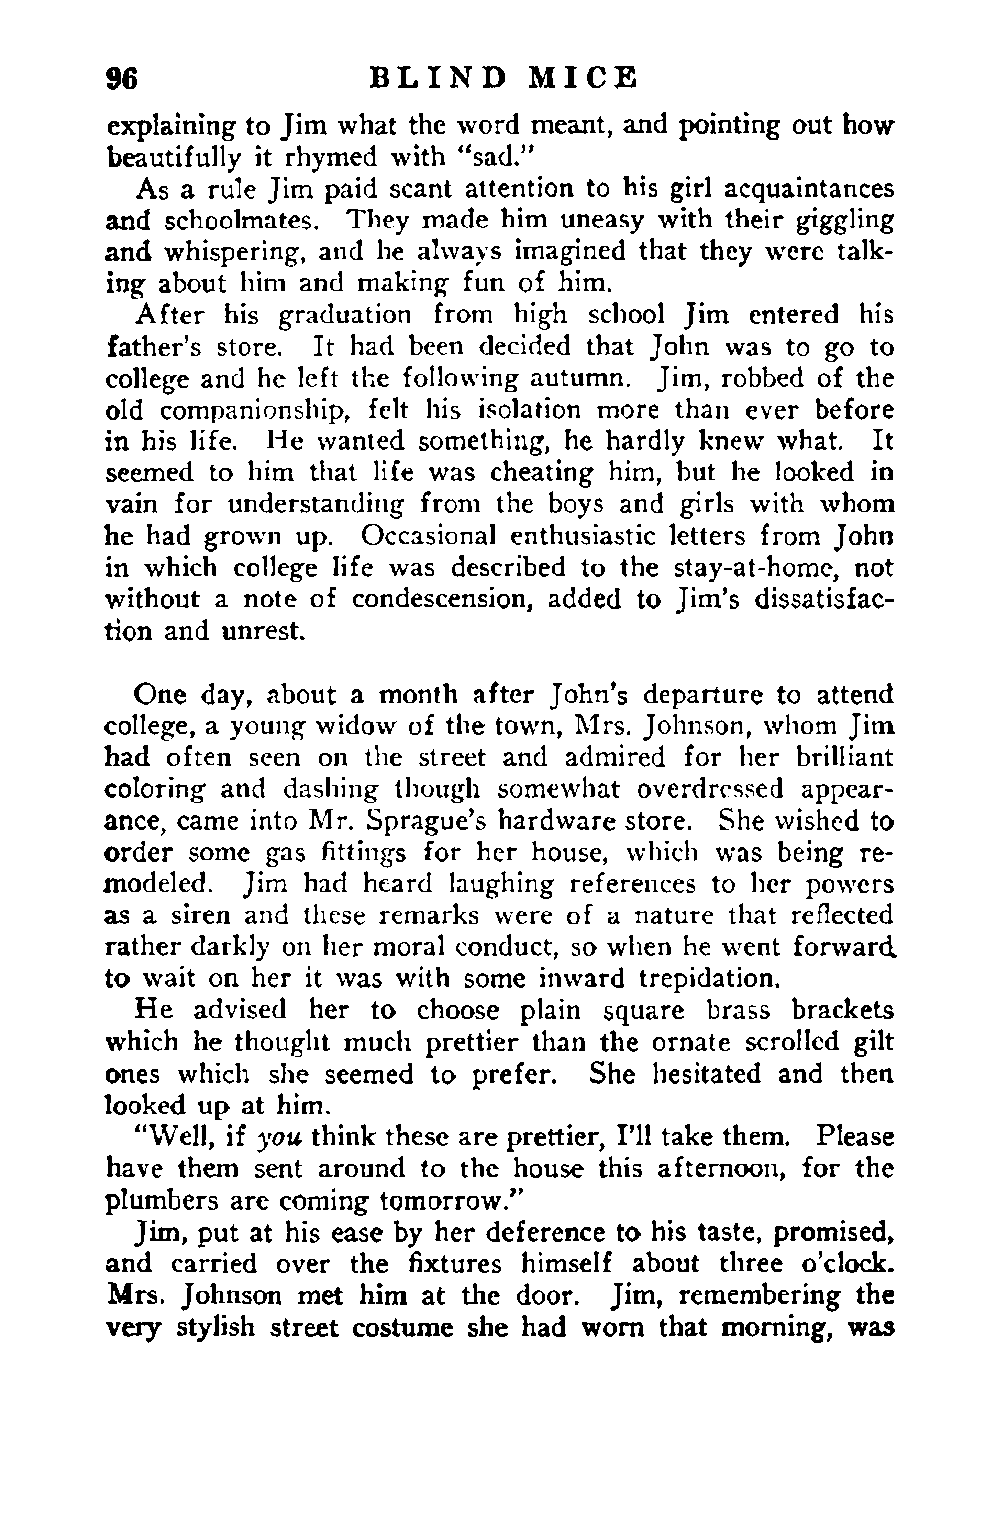 96 BLIND MICE
explaining to Jim what the word meant, and pointing out how
beautifully it rhymed with “sad.”
As a rule Jim paid scant attention to his girl acquaintances
and schoolmates. They made him uneasy with their giggling
and whispering, and he always imagined that they were talk-
ing about him and making fun of him.
After his graduation from high school Jim entered his
father’s store. It had been decided that John was to go to
college and he left the following autumn. Jim, robbed of the
old companionship, felt his isolation more than ever before
in his life. He wanted something, he hardly knew what. It
seemed to him that life was cheating him, but he looked in
vain for understanding from the boys and girls with whom
he had grown up. Occasional enthusiastic letters from John
in which college life was described to the stay-at-home, not
without a note of condescension, added to Jim’s dissatisfac-
tion and unrest.
One day, about a month after John’s departure to attend
college, a young widow of the town, Mrs. Johnson, whom Jim
had often seen on the street and admired for her brilliant
coloring and dashing though somewhat overdressed appear-
ance, came into Mr. Sprague’s hardware store. She wished to
order some gas fittings for her house, which was being re-
modeled. Jim had heard laughing references to her powers
as a siren and these remarks were of a nature that reflected
rather darkly on her moral conduct, so when he went forward
to wait on her it was with some inward trepidation.
He advised her to choose plain square brass brackets
which he thought much prettier than the ornate scrolled gilt
ones which she seemed to prefer. She hesitated and then
looked up at him.
“Well, if you think these are prettier, I’ll take them. Please
have them sent around to the house this afternoon, for the
plumbers are coming tomorrow.”
Jim, put at his ease by her deference to his taste, promised,
and carried over the fixtures himself about three o’clock.
Mrs. Johnson met him at the door. Jim, remembering the
very stylish street costume she had worn that morning, was